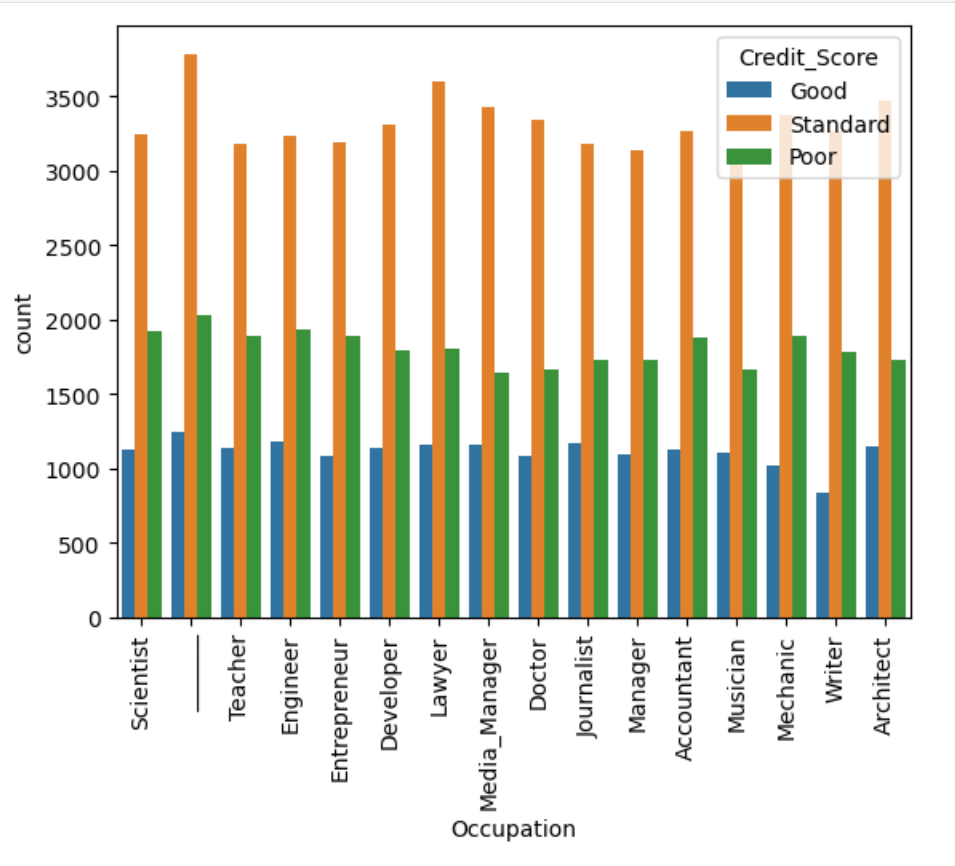 Credit_Score
Good
Standard
Poor
3500
3000
2500
2000
1500
1000
500
0
count
Scientist
_______
Teacher
Engineer
Entrepreneur
Developer
Lawyer
Media_Manager
Doctor
Journalist
Manager
Accountant
Musician
Mechanic
Writer
Architect
Occupation